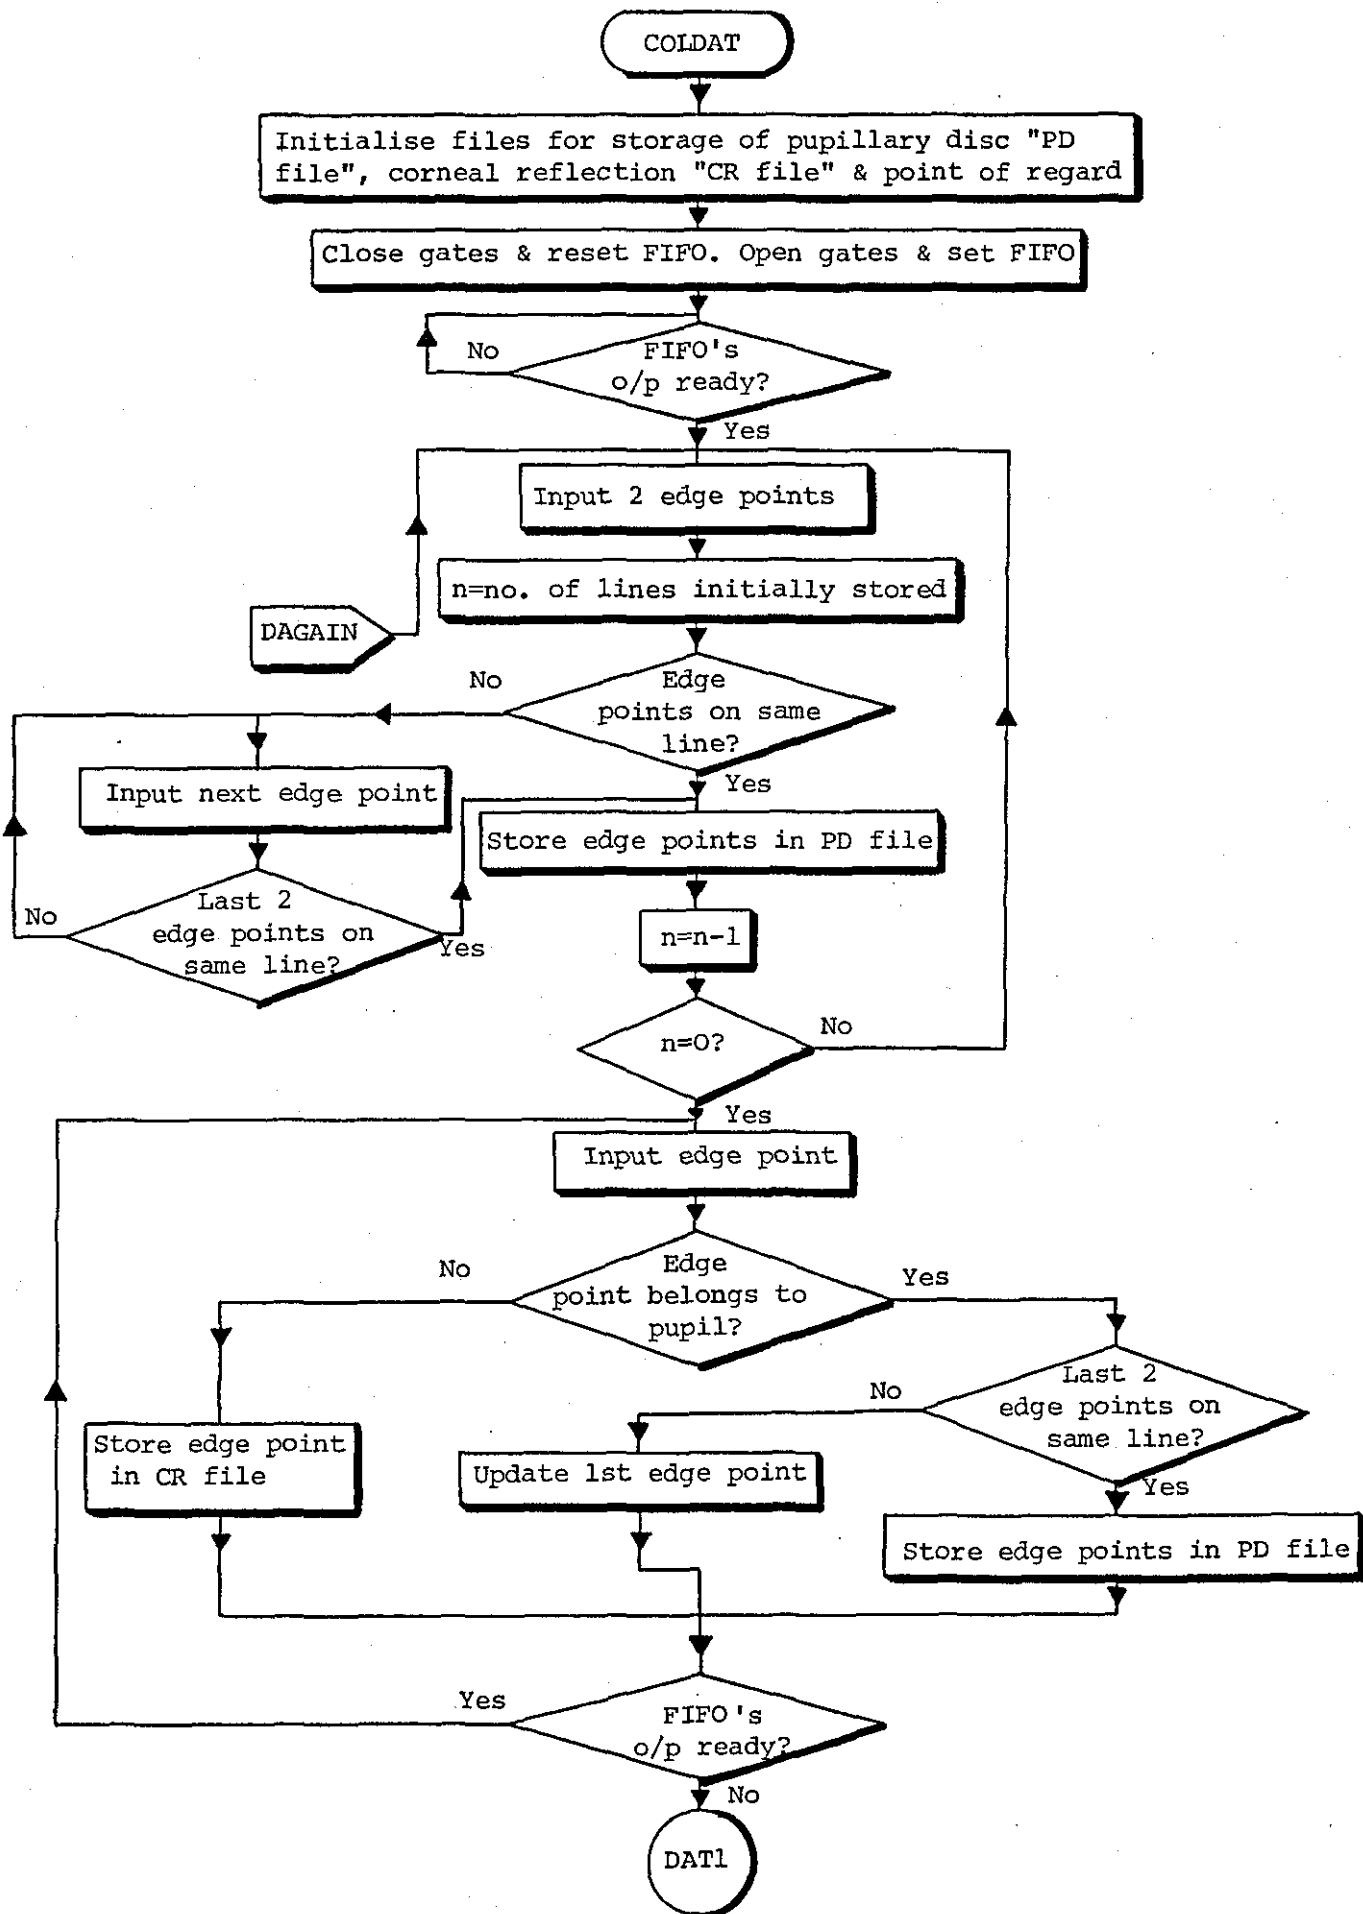 COLDAT
Initialise files for storage of pupillary disc "PD
file", corneal reflection "CR file" & point of regard
Close gates & reset FIFO. Open gates & set FIFO
No
FIFO's
o/p ready?
Yes
Input 2 edge points
n=no. of lines initially stored
DAGAIN
No
Edge
points on same
line?
Yes
Input next edge point
Store edge points in PD file
No
Last 2
edge points on
same line?
Yes
n=n-1
n=0?
No
Yes
Input edge point
No
Edge
point belongs to
pupil?
Yes
No
Last 2
edge points on
same line?
Yes
Store edge point
in CR file
Update 1st edge point
Store edge points in PD file
Yes
FIFO's
o/p ready?
No
DAT1